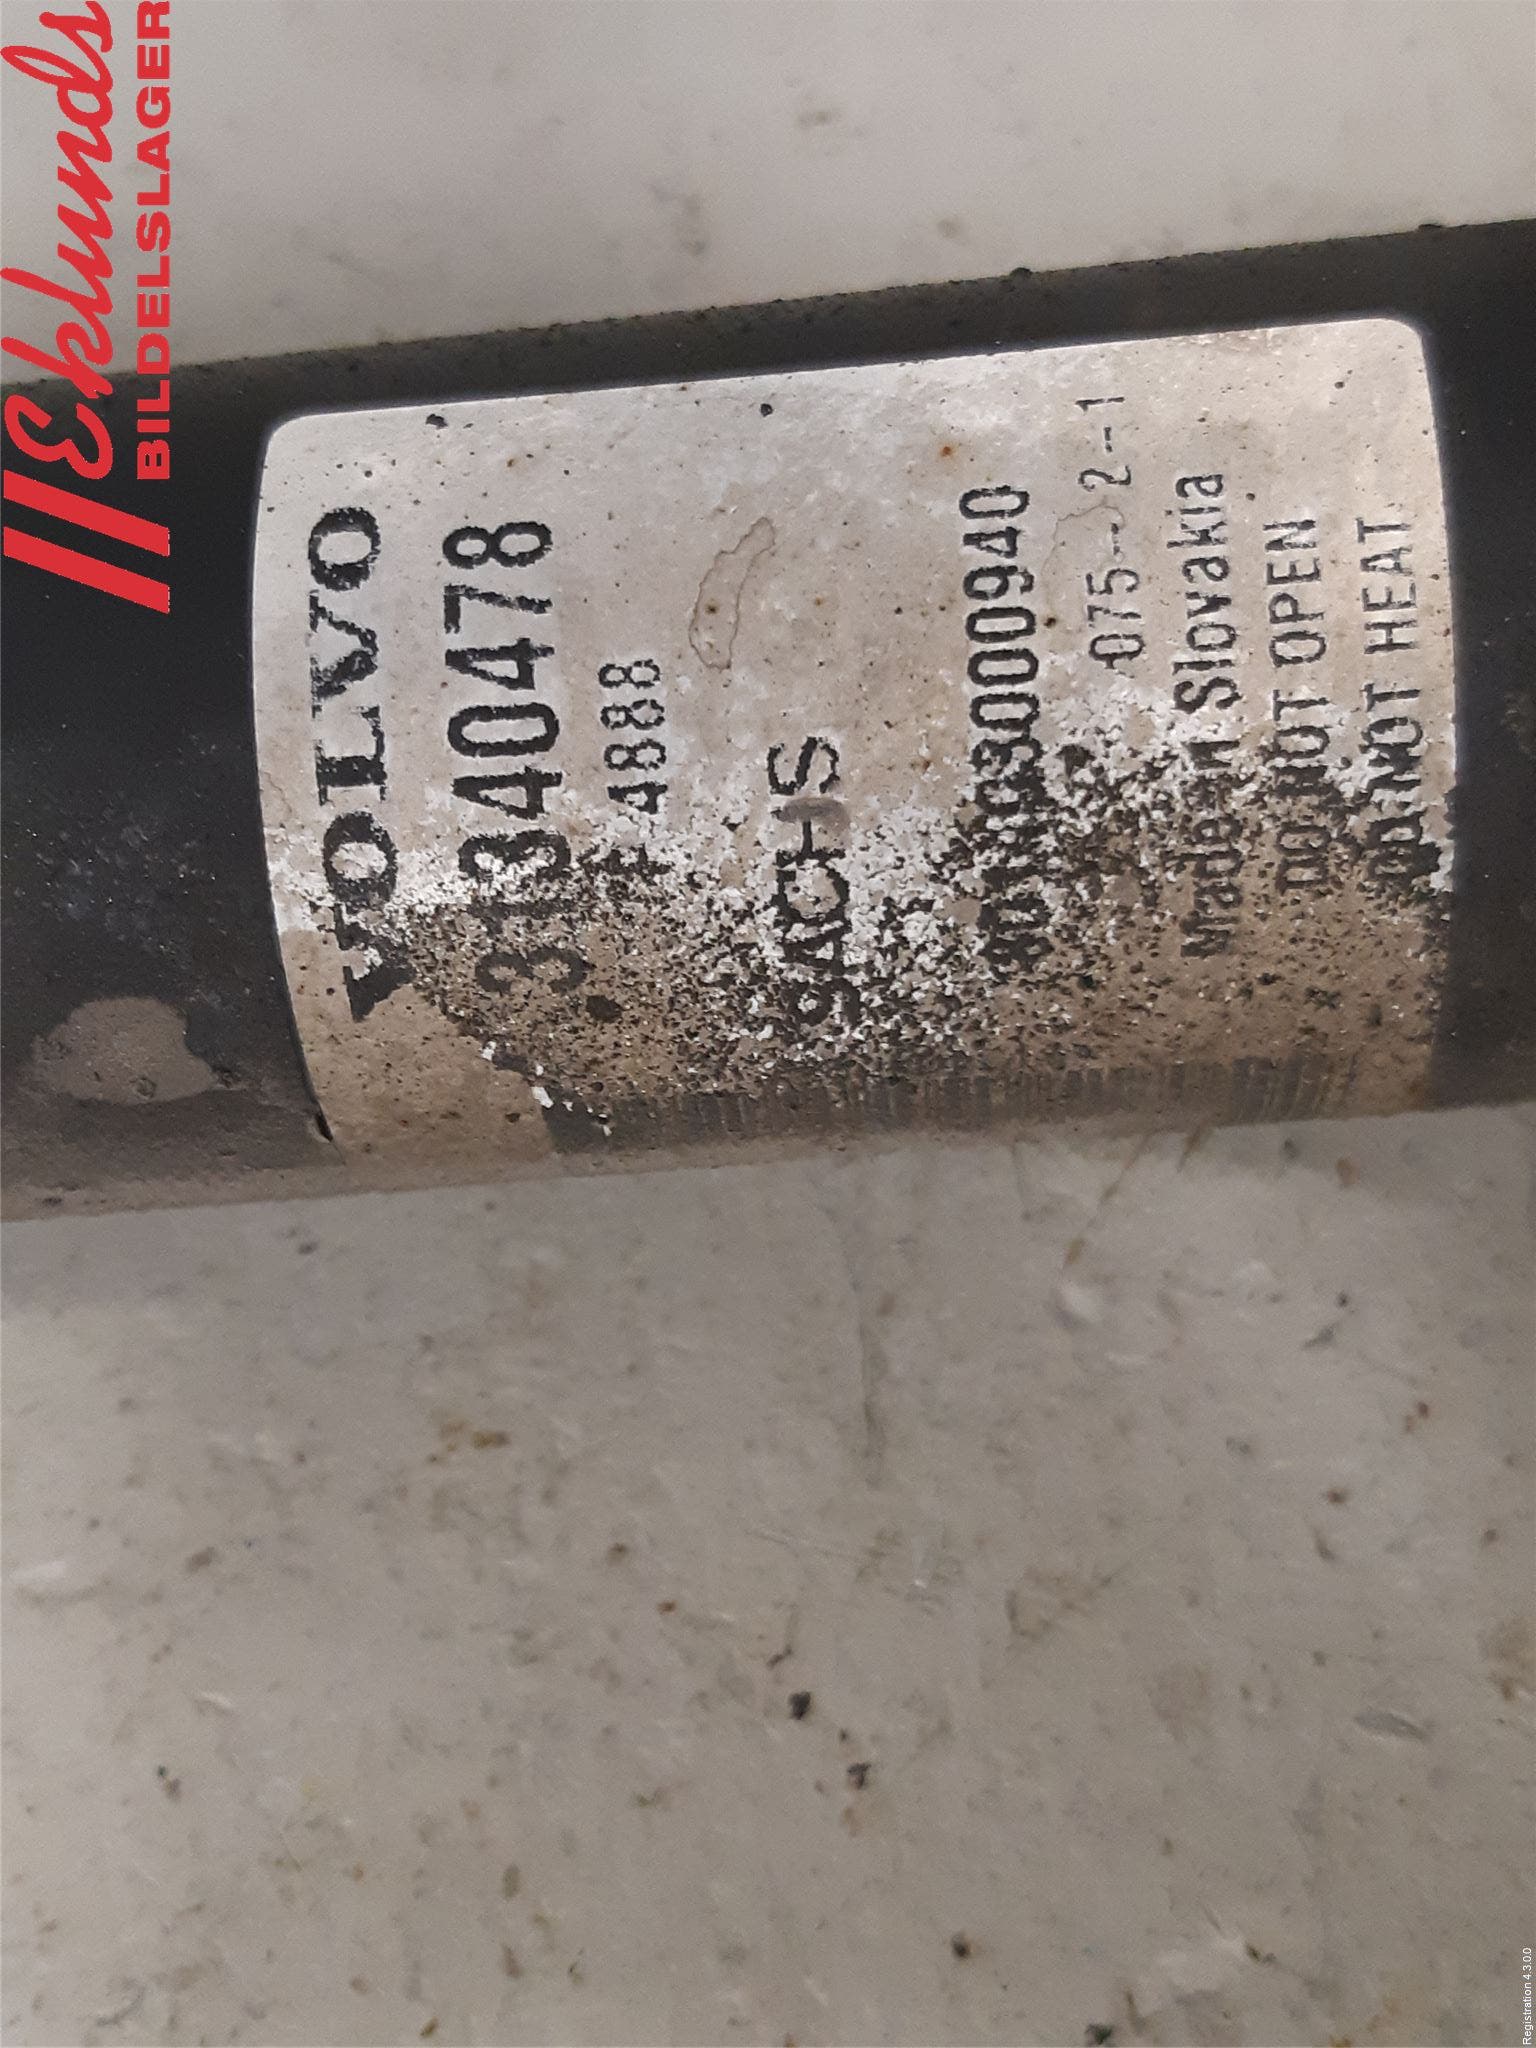 Eklunds
BILDELSLAGER
VOLVO
31340478
4888
SACHS
3000940
075--2-1
Made in Slovakia
DO NOT OPEN
DO NOT HEAT
Registration 4.3.0.0